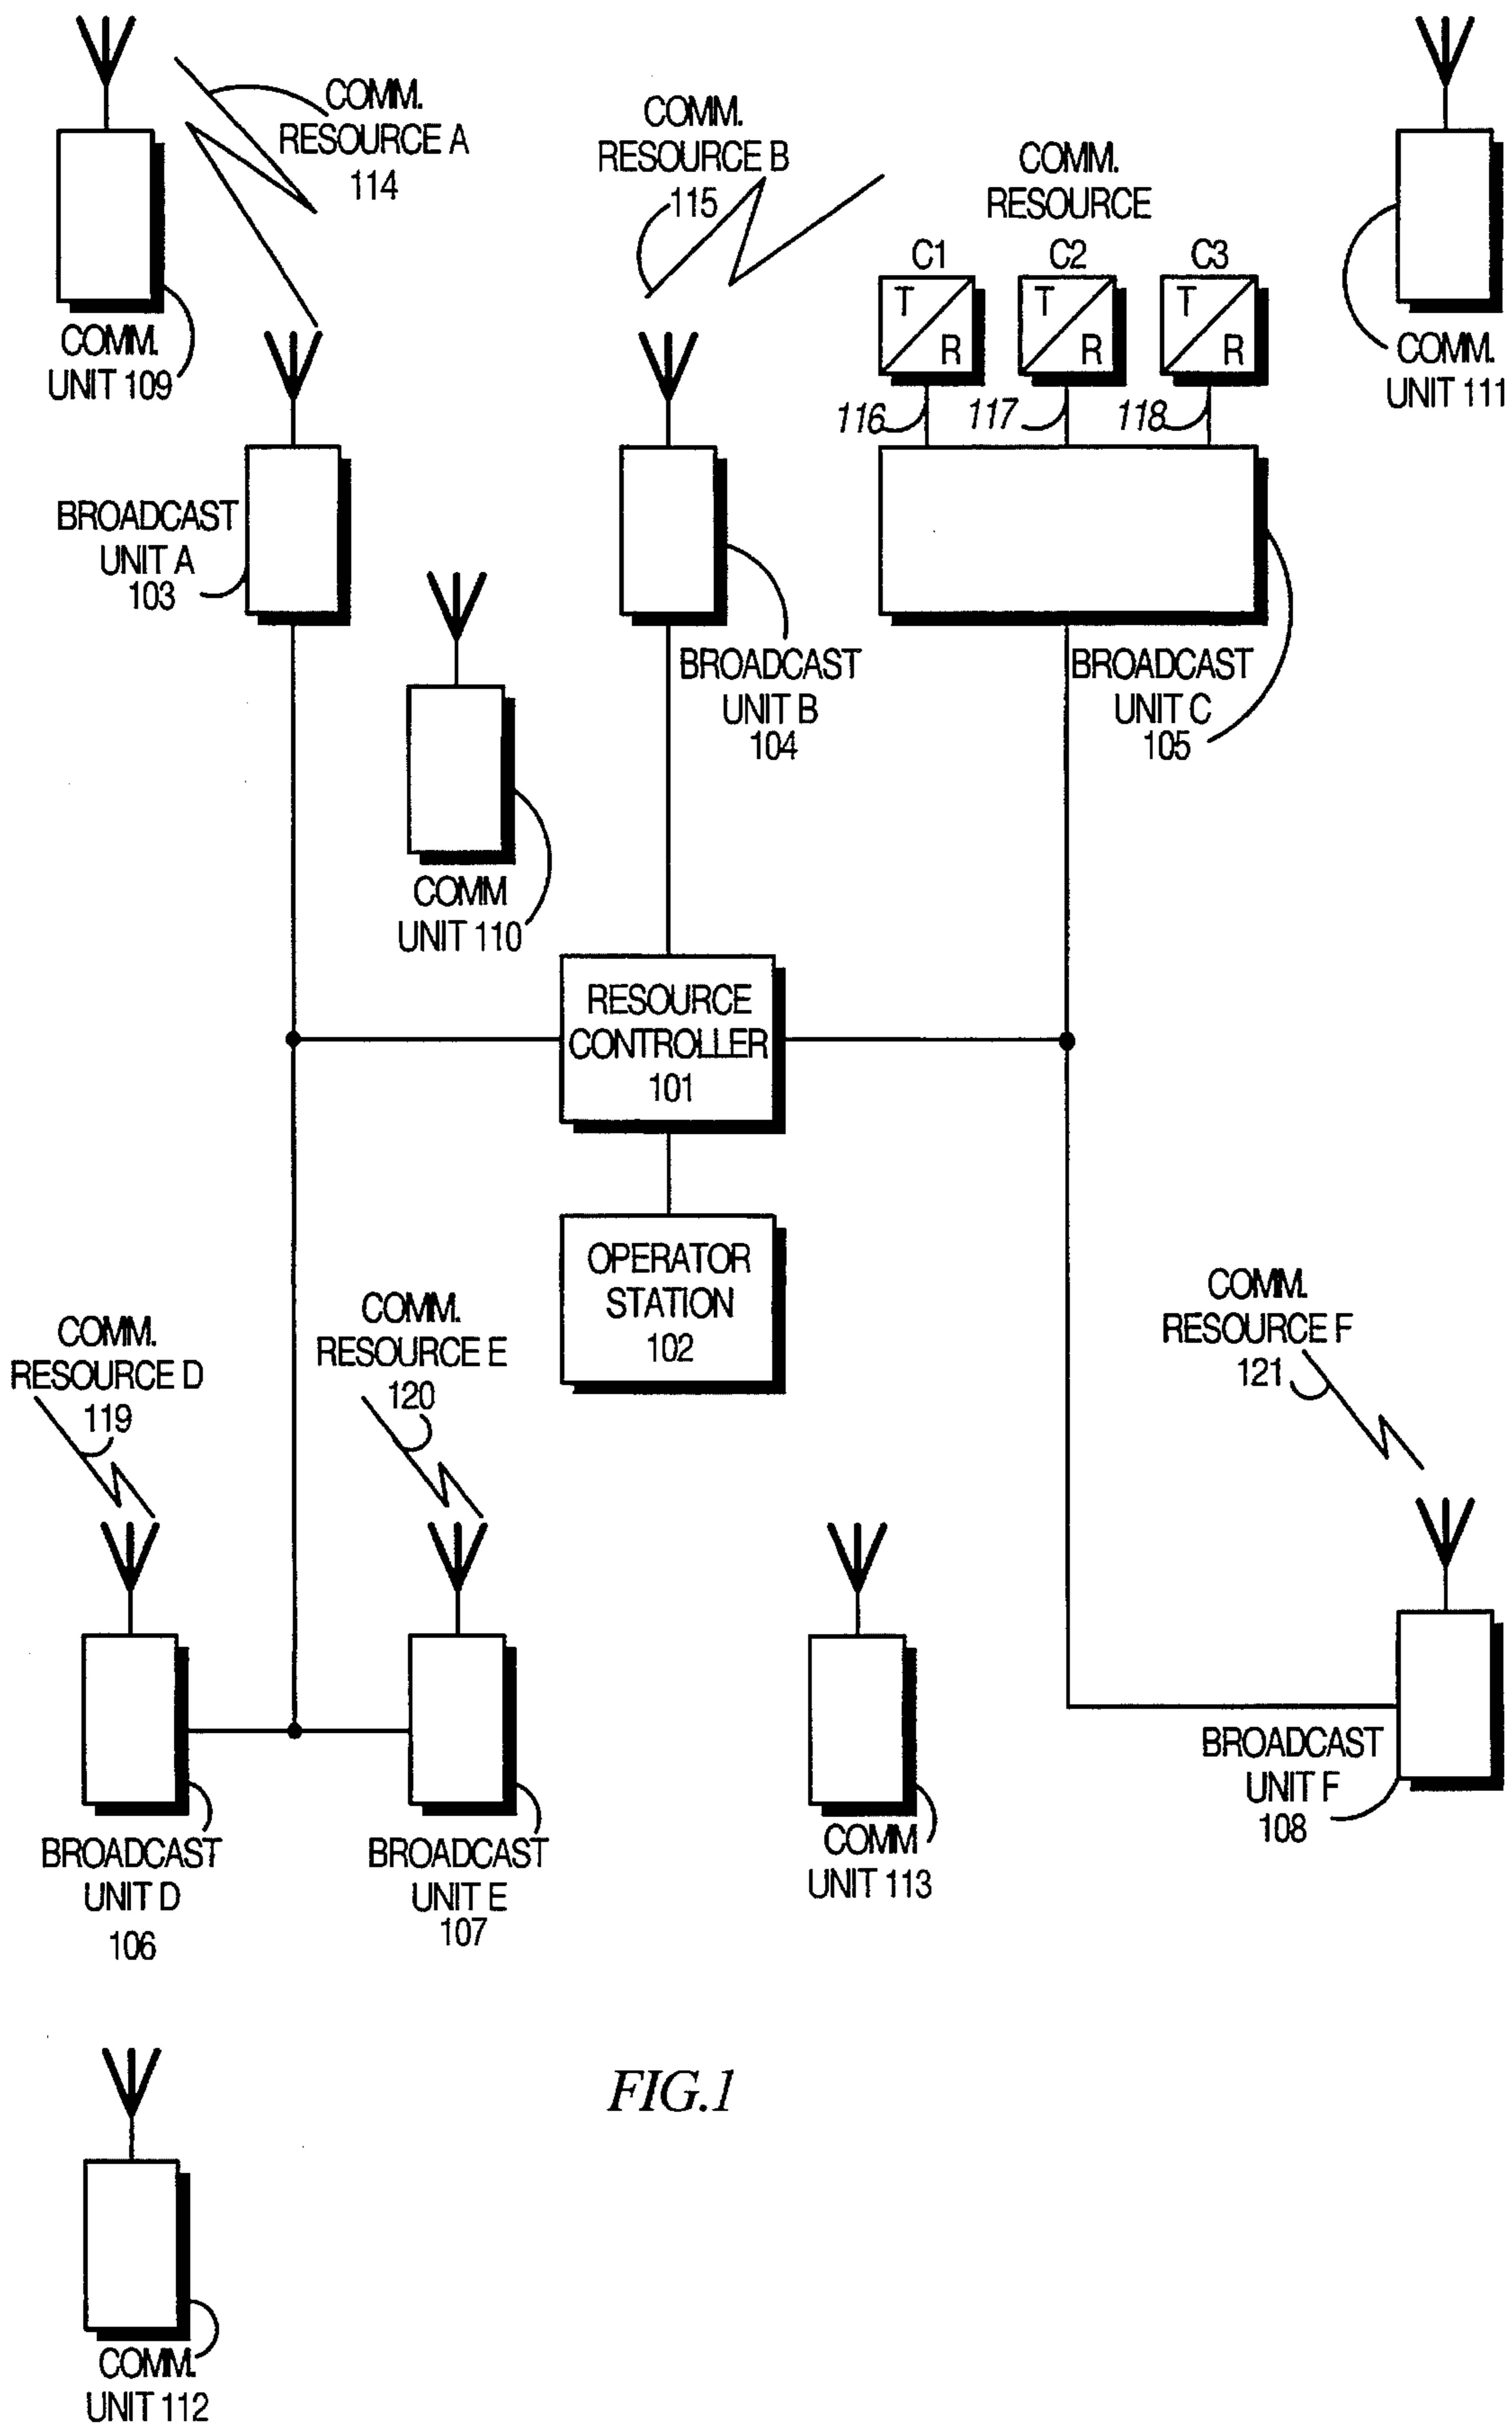 COMM.
RESOURCE A
114
COMM.
RESOURCE B
115
COMM.
RESOURCE
C1
C2
C3
T
R
T
R
T
R
116
117
118
COMM.
UNIT 109
COMM.
UNIT 111
BROADCAST
UNIT A
103
BROADCAST
UNIT B
104
BROADCAST
UNIT C
105
COMM
UNIT 110
RESOURCE
CONTROLLER
101
OPERATOR
STATION
102
COMM.
RESOURCE D
119
COMM.
RESOURCE E
120
COMM.
RESOURCE F
121
BROADCAST
UNIT D
106
BROADCAST
UNIT E
107
COMM
UNIT 113
BROADCAST
UNIT F
108
FIG.1
COMM.
UNIT 112